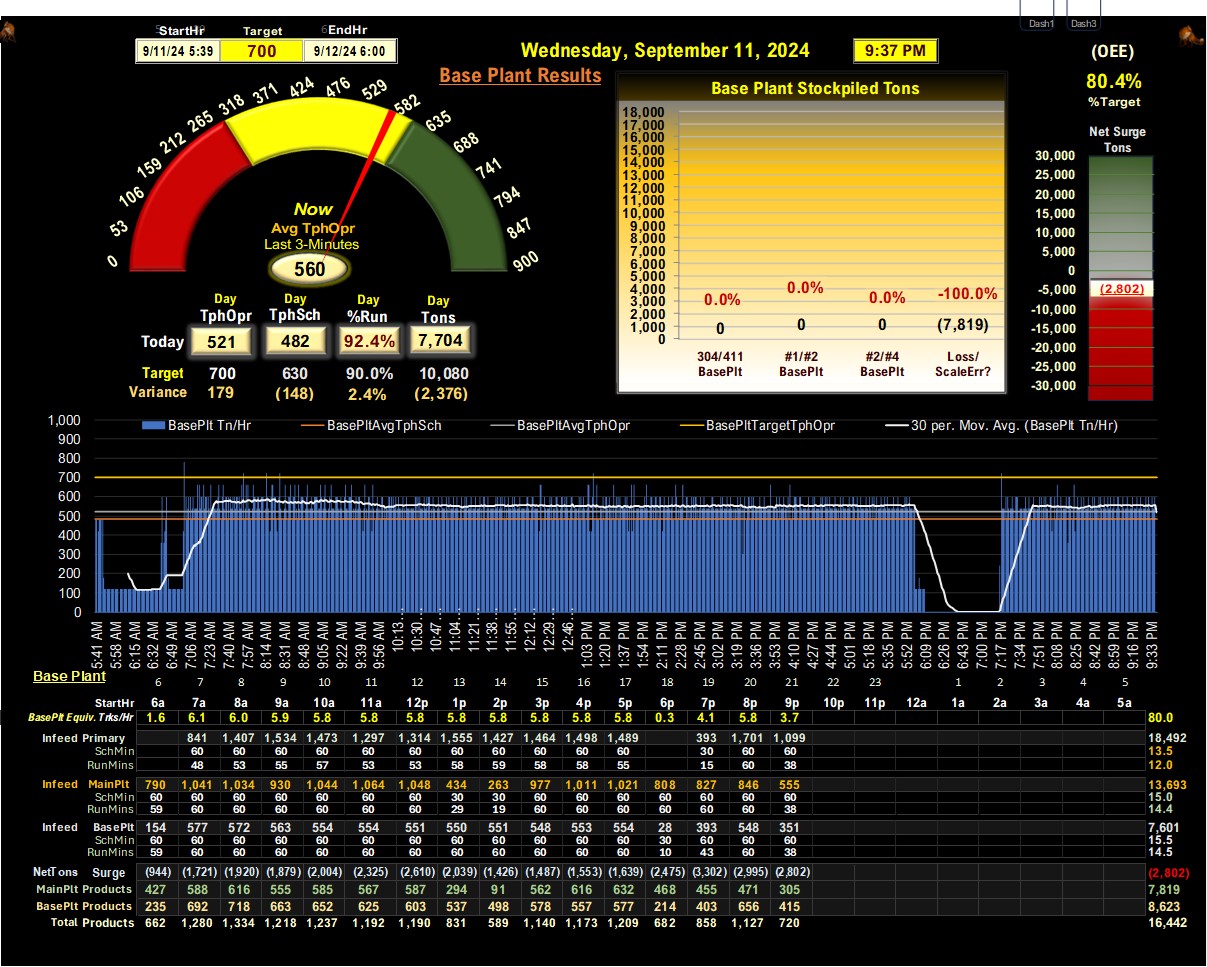 Dash1 Dash3
StartHr Target EndHr
9/11/24 5:39 700 9/12/24 6:00
Wednesday, September 11, 2024 9:37 PM
Base Plant Results
(OEE)
80.4%
%Target
Net Surge
Tons
30,000
25,000
20,000
15,000
10,000
5,000
0
-5,000
-10,000
-15,000
-20,000
-25,000
-30,000
(2,802)
0 53 106 159 212 265 318 371 424 476 529 582 635 688 741 794 847 900
Now
Avg TphOpr
Last 3-Minutes
560
Base Plant Stockpiled Tons
18,000
17,000
16,000
15,000
14,000
13,000
12,000
11,000
10,000
9,000
8,000
7,000
6,000
5,000
4,000
3,000
2,000
1,000
0
0.0% 0.0% 0.0% -100.0%
0 0 0 (7,819)
304/411 #1/#2 #2/#4 Loss/
BasePlt BasePlt BasePlt ScaleErr?
Day Day Day Day
TphOpr TphSch %Run Tons
Today 521 482 92.4% 7,704
Target 700 630 90.0% 10,080
Variance 179 (148) 2.4% (2,376)
BasePlt Tn/Hr BasePltAvgTphSch BasePltAvgTphOpr BasePltTargetTphOpr 30 per. Mov. Avg. (BasePlt Tn/Hr)
1,000
900
800
700
600
500
400
300
200
100
0
5:41 AM 5:58 AM 6:15 AM 6:32 AM 6:49 AM 7:06 AM 7:23 AM 7:40 AM 7:57 AM 8:14 AM 8:31 AM 8:48 AM 9:05 AM 9:22 AM 9:39 AM 9:56 AM 10:13... 10:30... 10:47... 11:04... 11:21... 11:38... 11:55... 12:12... 12:29... 12:46... 1:03 PM 1:20 PM 1:37 PM 1:54 PM 2:11 PM 2:28 PM 2:45 PM 3:02 PM 3:19 PM 3:36 PM 3:53 PM 4:10 PM 4:27 PM 4:44 PM 5:01 PM 5:18 PM 5:35 PM 5:52 PM 6:09 PM 6:26 PM 6:43 PM 7:00 PM 7:17 PM 7:34 PM 7:51 PM 8:08 PM 8:25 PM 8:42 PM 8:59 PM 9:16 PM 9:33 PM
Base Plant
6 7 8 9 10 11 12 13 14 15 16 17 18 19 20 21 22 23 1 2 3 4 5
StartHr 6a 7a 8a 9a 10a 11a 12p 1p 2p 3p 4p 5p 6p 7p 8p 9p 10p 11p 12a 1a 2a 3a 4a 5a
BasePlt Equiv. Trks/Hr 1.6 6.1 6.0 5.9 5.8 5.8 5.8 5.8 5.8 5.8 5.8 5.8 0.3 4.1 5.8 3.7 80.0
Infeed Primary 841 1,407 1,534 1,473 1,297 1,314 1,555 1,427 1,464 1,498 1,489 393 1,701 1,099 18,492
SchMin 60 60 60 60 60 60 60 60 60 60 60 30 60 60 13.5
RunMins 48 53 55 57 53 53 58 59 58 58 55 15 60 38 12.0
Infeed MainPlt 790 1,041 1,034 930 1,044 1,064 1,048 434 263 977 1,011 1,021 808 827 846 555 13,693
SchMin 60 60 60 60 60 60 60 30 30 60 60 60 60 60 60 60 15.0
RunMins 59 60 60 60 60 60 60 29 19 60 60 60 60 60 60 38 14.4
Infeed BasePlt 154 577 572 563 554 554 551 550 551 548 553 554 28 393 548 351 7,601
SchMin 60 60 60 60 60 60 60 60 60 60 60 60 30 60 60 60 15.5
RunMins 59 60 60 60 60 60 60 60 60 60 60 60 10 43 60 38 14.5
NetTons Surge (944) (1,721) (1,920) (1,879) (2,004) (2,325) (2,610) (2,039) (1,426) (1,487) (1,553) (1,639) (2,475) (3,302) (2,995) (2,802) (2,802)
MainPlt Products 427 588 616 555 585 567 587 294 91 562 616 632 468 455 471 305 7,819
BasePlt Products 235 692 718 663 652 625 603 537 498 578 557 577 214 403 656 415 8,623
Total Products 662 1,280 1,334 1,218 1,237 1,192 1,190 831 589 1,140 1,173 1,209 682 858 1,127 720 16,442